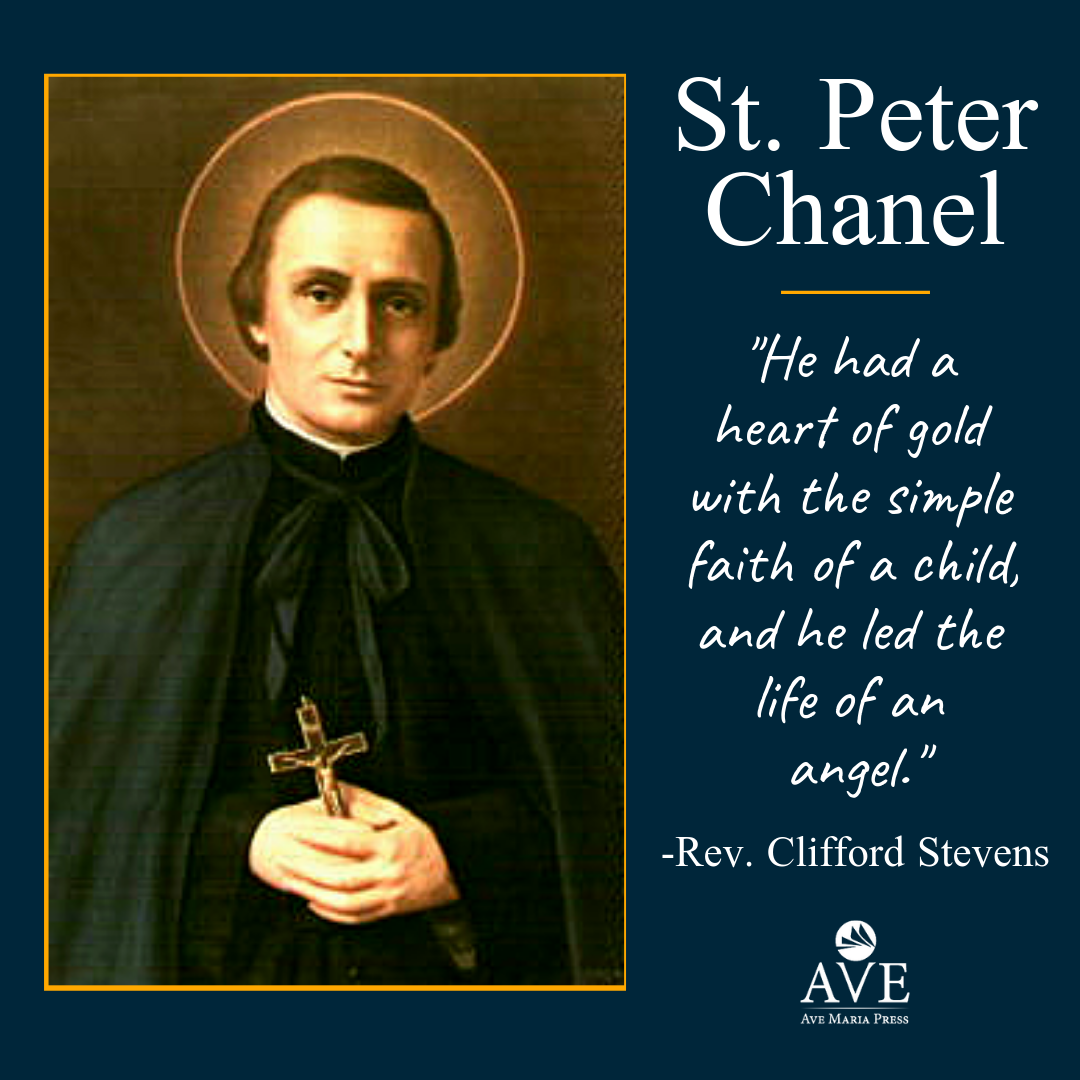 St. Peter
Chanel
"He had a
heart of gold
with the simple
faith of a child,
and he led the
life of an
angel."
-Rev. Clifford Stevens
AVE
AVE MARIA PRESS